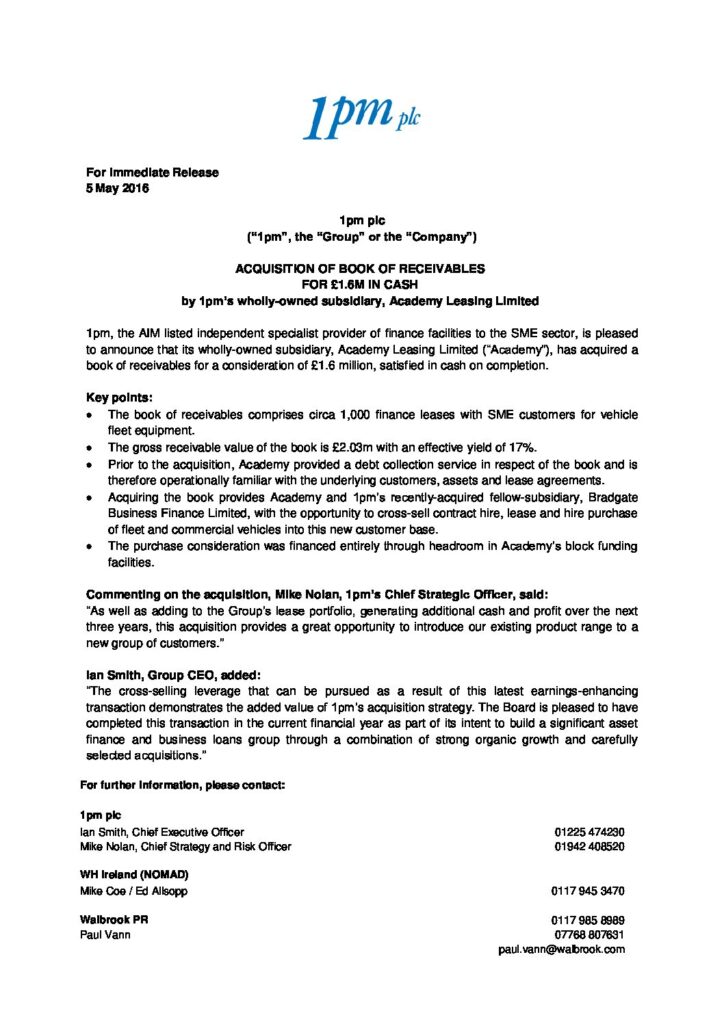 1pm plc
For Immediate Release
5 May 2016
1pm plc
(“1pm”, the “Group” or the “Company”)
ACQUISITION OF BOOK OF RECEIVABLES
FOR £1.6M IN CASH
by 1pm’s wholly-owned subsidiary, Academy Leasing Limited
1pm, the AIM listed independent specialist provider of finance facilities to the SME sector, is pleased
to announce that its wholly-owned subsidiary, Academy Leasing Limited (“Academy”), has acquired a
book of receivables for a consideration of £1.6 million, satisfied in cash on completion.
Key points:
• The book of receivables comprises circa 1,000 finance leases with SME customers for vehicle
fleet equipment.
• The gross receivable value of the book is £2.03m with an effective yield of 17%.
• Prior to the acquisition, Academy provided a debt collection service in respect of the book and is
therefore operationally familiar with the underlying customers, assets and lease agreements.
• Acquiring the book provides Academy and 1pm’s recently-acquired fellow-subsidiary, Bradgate
Business Finance Limited, with the opportunity to cross-sell contract hire, lease and hire purchase
of fleet and commercial vehicles into this new customer base.
• The purchase consideration was financed entirely through headroom in Academy’s block funding
facilities.
Commenting on the acquisition, Mike Nolan, 1pm’s Chief Strategic Officer, said:
“As well as adding to the Group’s lease portfolio, generating additional cash and profit over the next
three years, this acquisition provides a great opportunity to introduce our existing product range to a
new group of customers.”
Ian Smith, Group CEO, added:
“The cross-selling leverage that can be pursued as a result of this latest earnings-enhancing
transaction demonstrates the added value of 1pm’s acquisition strategy. The Board is pleased to have
completed this transaction in the current financial year as part of its intent to build a significant asset
finance and business loans group through a combination of strong organic growth and carefully
selected acquisitions.”
For further information, please contact:
1pm plc
Ian Smith, Chief Executive Officer 01225 474230
Mike Nolan, Chief Strategy and Risk Officer 01942 408520
WH Ireland (NOMAD)
Mike Coe / Ed Allsopp 0117 945 3470
Walbrook PR 0117 985 8989
Paul Vann 07768 807631
paul.vann@walbrook.com